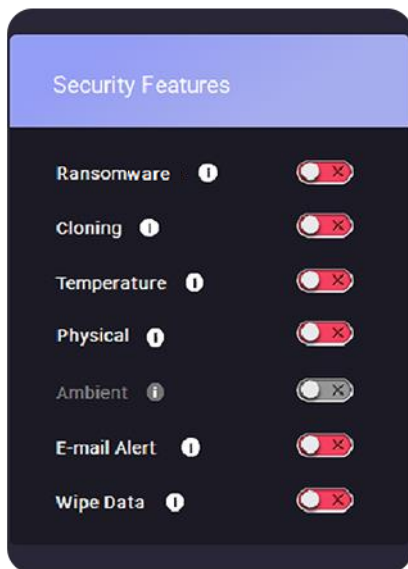 Security Features
Ransomware
Cloning
Temperature
Physical
Ambient
E-mail Alert
Wipe Data